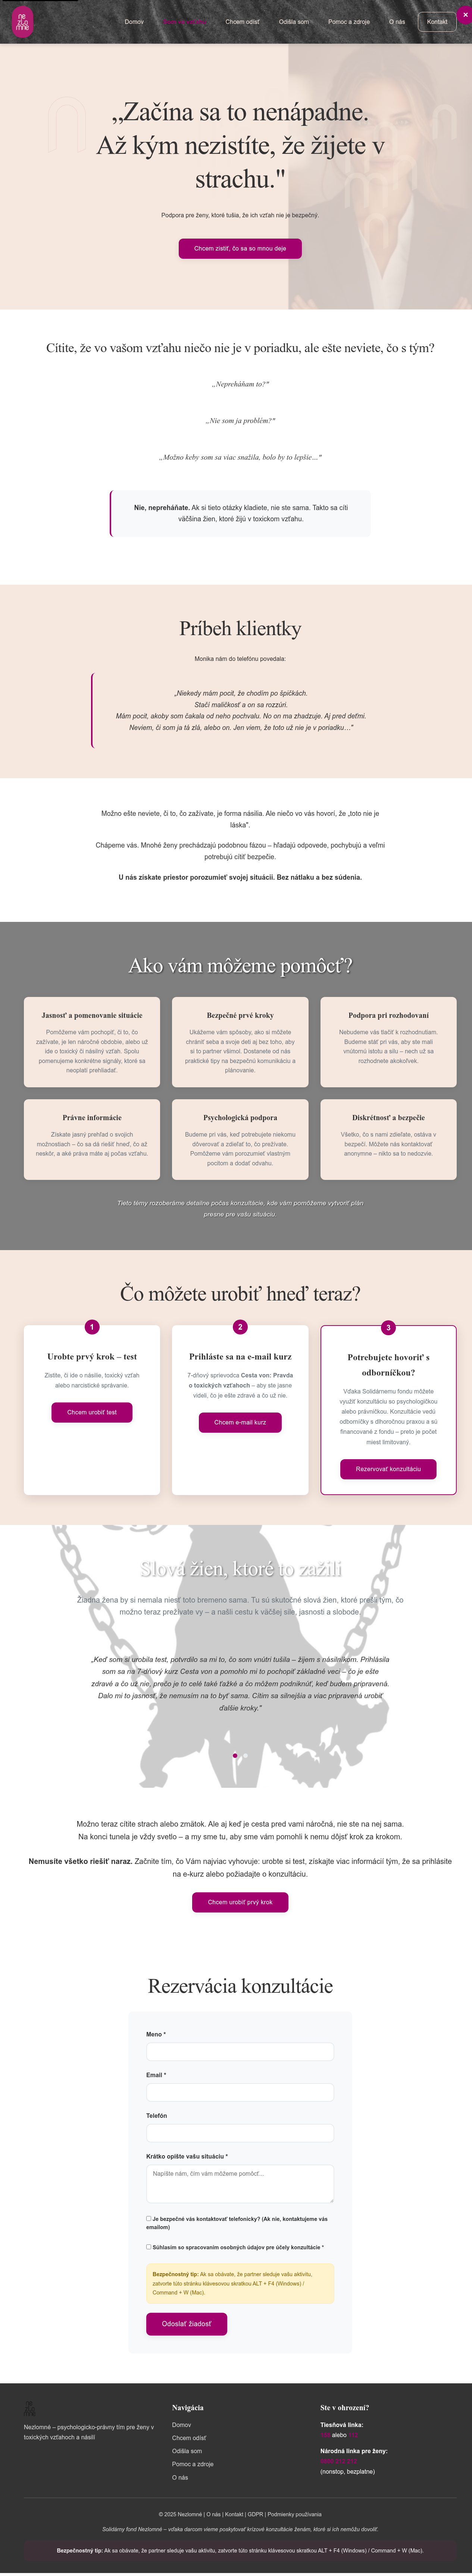 ne
zlo
mné
Domov
Chcem odísť
Odišla som
Pomoc a zdroje
O nás
Kontakt
×
„Začína sa to nenápadne.
Až kým nezistíte, že žijete v
strachu."
Podpora pre ženy, ktoré tušia, že ich vzťah nie je bezpečný.
Chcem zistiť, čo sa so mnou deje
Cítite, že vo vašom vzťahu niečo nie je v poriadku, ale ešte neviete, čo s tým?
„Nepreháňam to?"
„Nie som ja problém?"
„Možno keby som sa viac snažila, bolo by to lepšie..."
Nie, nepreháňate. Ak si tieto otázky kladiete, nie ste sama. Takto sa cíti
väčšina žien, ktoré žijú v toxickom vzťahu.
Príbeh klientky
Monika nám do telefónu povedala:
„Niekedy mám pocit, že chodím po špičkách.
Stačí maličkosť a on sa rozzúri.
Mám pocit, akoby som čakala od neho pochvalu. No on ma zhadzuje. Aj pred deťmi.
Neviem, či som ja tá zlá, alebo on. Jen viem, že toto už nie je v poriadku…"
Možno ešte neviete, či to, čo zažívate, je forma násilia. Ale niečo vo vás hovorí, že „toto nie je
láska".
Chápeme vás. Mnohé ženy prechádzajú podobnou fázou – hľadajú odpovede, pochybujú a veľmi
potrebujú cítiť bezpečie.
U nás získate priestor porozumieť svojej situácii. Bez nátlaku a bez súdenia.
Ako vám môžeme pomôcť?
Jasnosť a pomenovanie situácie
Pomôžeme vám pochopiť, či to, čo
zažívate, je len náročné obdobie, alebo už
ide o toxický či násilný vzťah. Spolu
pomenujeme konkrétne signály, ktoré sa
neoplatí prehliadať.
Bezpečné prvé kroky
Ukážeme vám spôsoby, ako si môžete
chrániť seba a svoje deti aj bez toho, aby
si to partner všimol. Dostanete od nás
praktické tipy na bezpečnú komunikáciu a
plánovanie.
Podpora pri rozhodovaní
Nebudeme vás tlačiť k rozhodnutiam.
Budeme stáť pri vás, aby ste mali
vnútornú istotu a silu – nech už sa
rozhodnete akokoľvek.
Právne informácie
Získate jasný prehľad o svojich
možnostiach – čo sa dá riešiť hneď, čo až
neskôr, a aké práva máte aj počas vzťahu.
Psychologická podpora
Budeme pri vás, keď potrebujete niekomu
dôverovať a zdieľať to, čo prežívate.
Pomôžeme vám porozumieť vlastným
pocitom a dodať odvahu.
Diskrétnosť a bezpečie
Všetko, čo s nami zdieľate, ostáva v
bezpečí. Môžete nás kontaktovať
anonymne – nikto sa to nedozvie.
Tieto témy rozoberáme detailne počas konzultácie, kde vám pomôžeme vytvoriť plán
presne pre vašu situáciu.
Čo môžete urobiť hneď teraz?
1
Urobte prvý krok – test
Zistite, či ide o násilie, toxický vzťah
alebo narcistické správanie.
Chcem urobiť test
2
Prihláste sa na e-mail kurz
7-dňový sprievodca Cesta von: Pravda
o toxických vzťahoch – aby ste jasne
videli, čo je ešte zdravé a čo už nie.
Chcem e-mail kurz
3
Potrebujete hovoriť s
odborníčkou?
Vďaka Solidárnemu fondu môžete
využiť konzultáciu so psychologičkou
alebo právničkou. Konzultácie vedú
odborníčky s dlhoročnou praxou a sú
financované z fondu – preto je počet
miest limitovaný.
Rezervovať konzultáciu
Slová žien, ktoré to zažili
Žiadna žena by si nemala niesť toto bremeno sama. Tu sú skutočné slová žien, ktoré prešli tým, čo
možno teraz prežívate vy – a našli cestu k väčšej sile, jasnosti a slobode.
„Keď som si urobila test, potvrdilo sa mi to, čo som vnútri tušila – žijem s násilníkom. Prihlásila
som sa na 7-dňový kurz Cesta von a pomohlo mi to pochopiť základné veci – čo je ešte
zdravé a čo už nie, prečo je to celé také ťažké a čo môžem podniknúť, keď budem pripravená.
Dalo mi to jasnosť, že nemusím na to byť sama. Cítim sa silnejšia a viac pripravená urobiť
ďalšie kroky."
Možno teraz cítite strach alebo zmätok. Ale aj keď je cesta pred vami náročná, nie ste na nej sama.
Na konci tunela je vždy svetlo – a my sme tu, aby sme vám pomohli k nemu dôjsť krok za krokom.
Nemusíte všetko riešiť naraz. Začnite tím, čo Vám najviac vyhovuje: urobte si test, získajte viac informácií tým, že sa prihlásite
na e-kurz alebo požiadajte o konzultáciu.
Chcem urobiť prvý krok
Rezervácia konzultácie
Meno *
Email *
Telefón
Krátko opíšte vašu situáciu *
Napíšte nám, čím vám môžeme pomôcť...
Je bezpečné vás kontaktovať telefonicky? (Ak nie, kontaktujeme vás
emailom)
Súhlasím so spracovaním osobných údajov pre účely konzultácie *
Bezpečnostný tip: Ak sa obávate, že partner sleduje vašu aktivitu,
zatvorte túto stránku klávesovou skratkou ALT + F4 (Windows) /
Command + W (Mac).
Odoslať žiadosť
Nezlomné – psychologicko-právny tím pre ženy v
toxických vzťahoch a násilí
Navigácia
Domov
Chcem odísť
Odišla som
Pomoc a zdroje
O nás
Ste v ohrození?
Tiesňová linka:
alebo
Národná linka pre ženy:
(nonstop, bezplatne)
© 2025 Nezlomné | O nás | Kontakt | GDPR | Podmienky používania
Solidárny fond Nezlomné – vďaka darcom vieme poskytovať krízové konzultácie ženám, ktoré si ich nemôžu dovoliť.
Bezpečnostný tip: Ak sa obávate, že partner sleduje vašu aktivitu, zatvorte túto stránku klávesovou skratkou ALT + F4 (Windows) / Command + W (Mac).